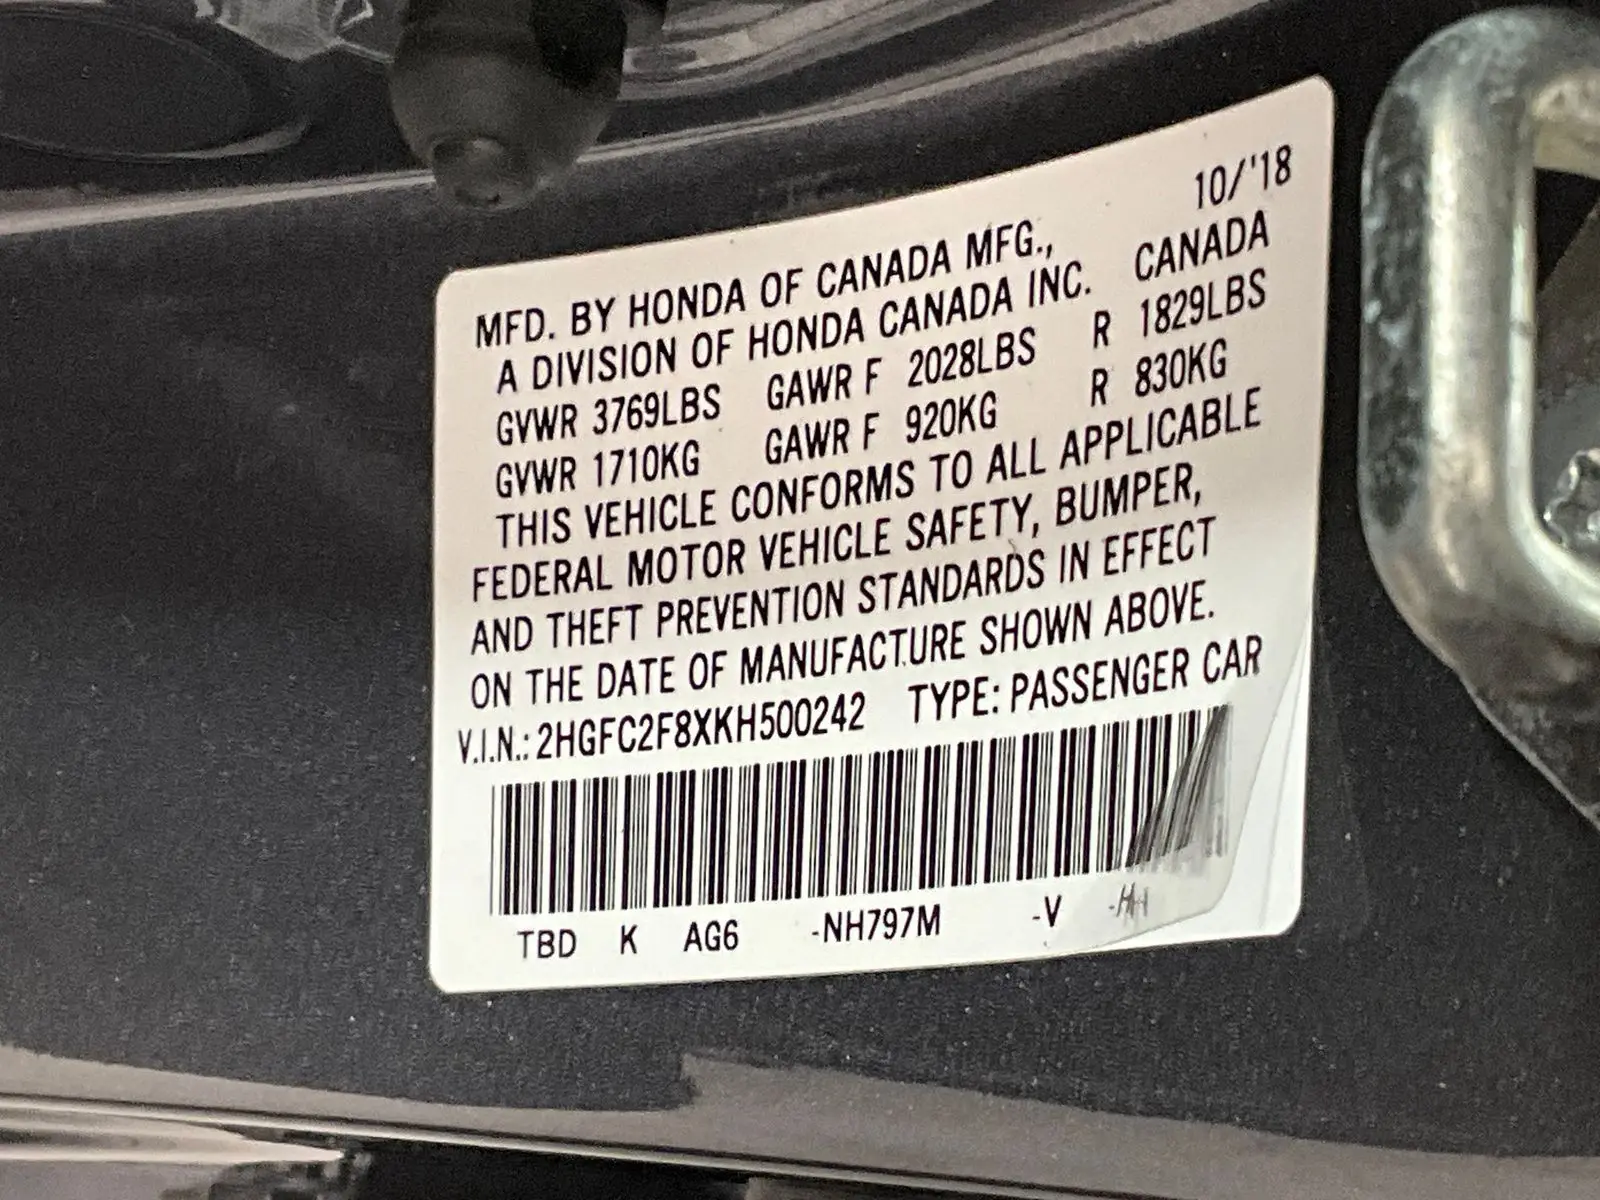 10/'18
MFD. BY HONDA OF CANADA MFG.,
A DIVISION OF HONDA CANADA INC. CANADA
GVWR 3769LBS GAWR F 2028LBS R 1829LBS
GVWR 1710KG GAWR F 920KG R 830KG
THIS VEHICLE CONFORMS TO ALL APPLICABLE
FEDERAL MOTOR VEHICLE SAFETY, BUMPER,
AND THEFT PREVENTION STANDARDS IN EFFECT
ON THE DATE OF MANUFACTURE SHOWN ABOVE.
V.I.N.: 2HGFC2F8XKH500242 TYPE: PASSENGER CAR
TBD K AG6 -NH797M -V